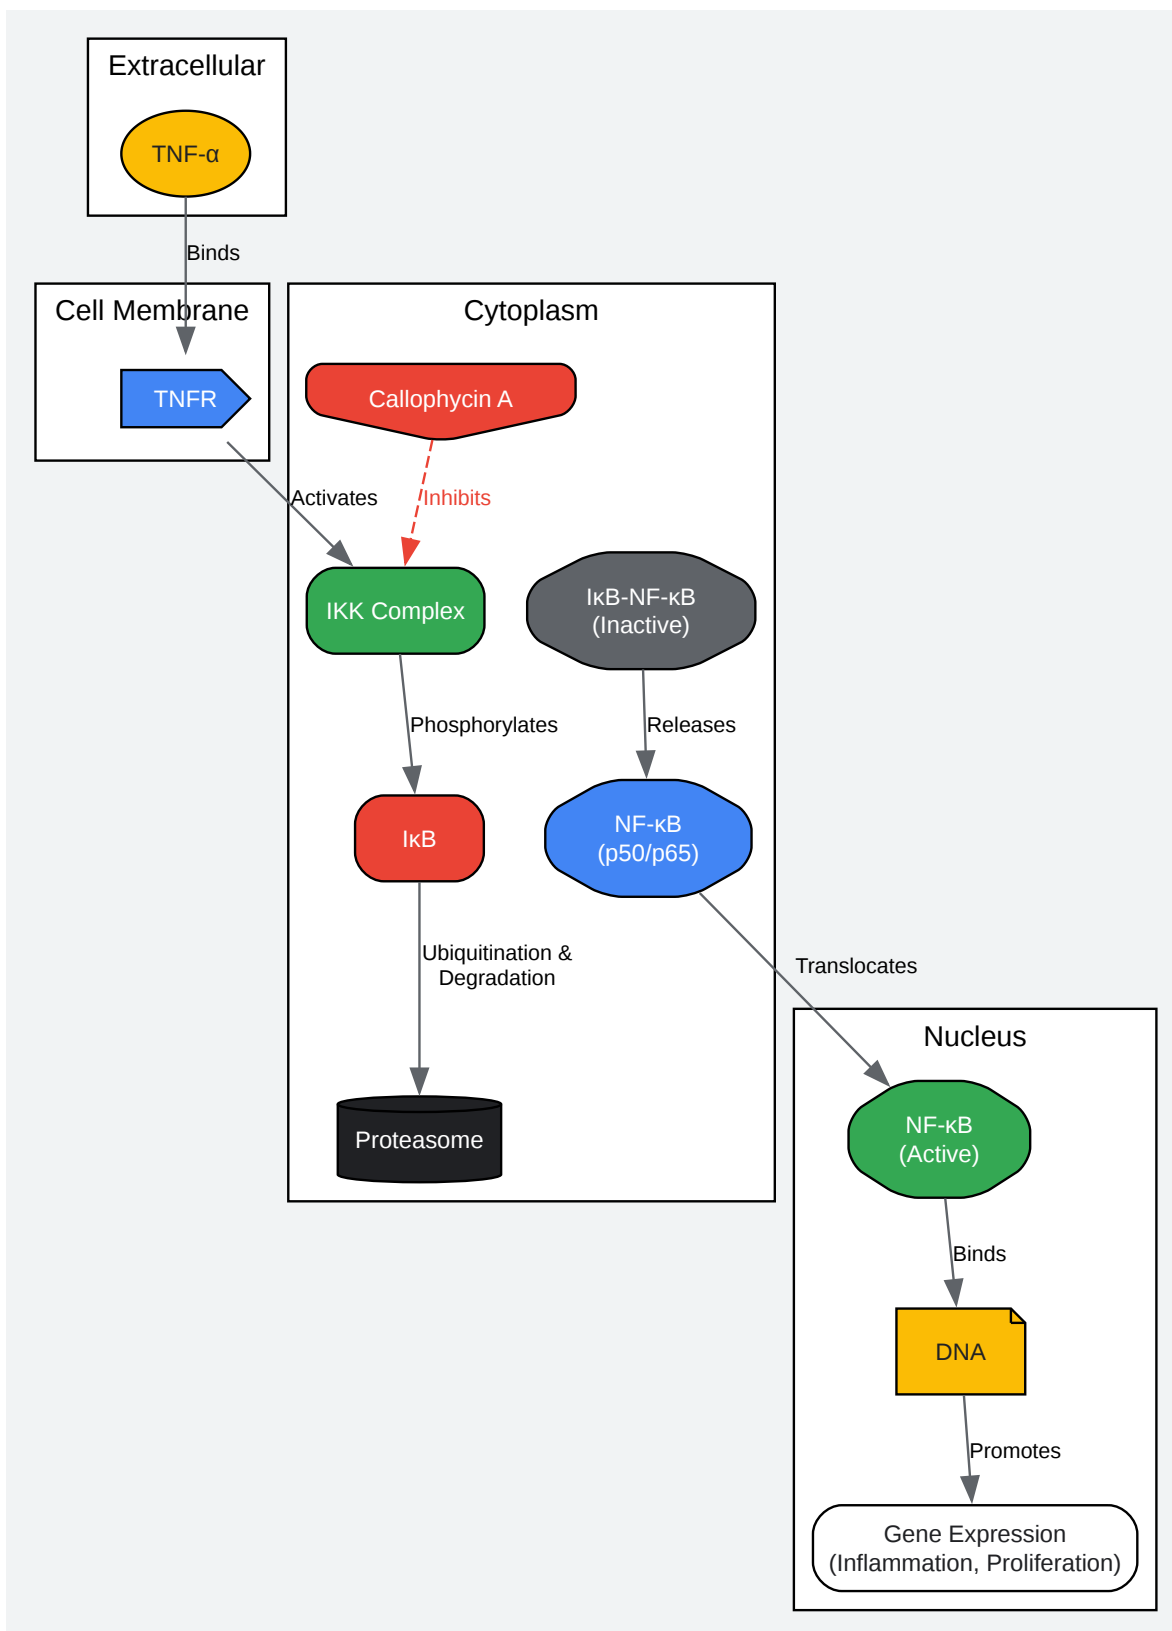 Extracellular
TNF-α
Binds
Cell Membrane
TNFR
Cytoplasm
Callophycin A
Activates
Inhibits
IKK Complex
IκB-NF-κB
(Inactive)
Phosphorylates
Releases
IκB
NF-κB
(p50/p65)
Ubiquitination &
Degradation
Translocates
Proteasome
Nucleus
NF-κB
(Active)
Binds
DNA
Promotes
Gene Expression
(Inflammation, Proliferation)